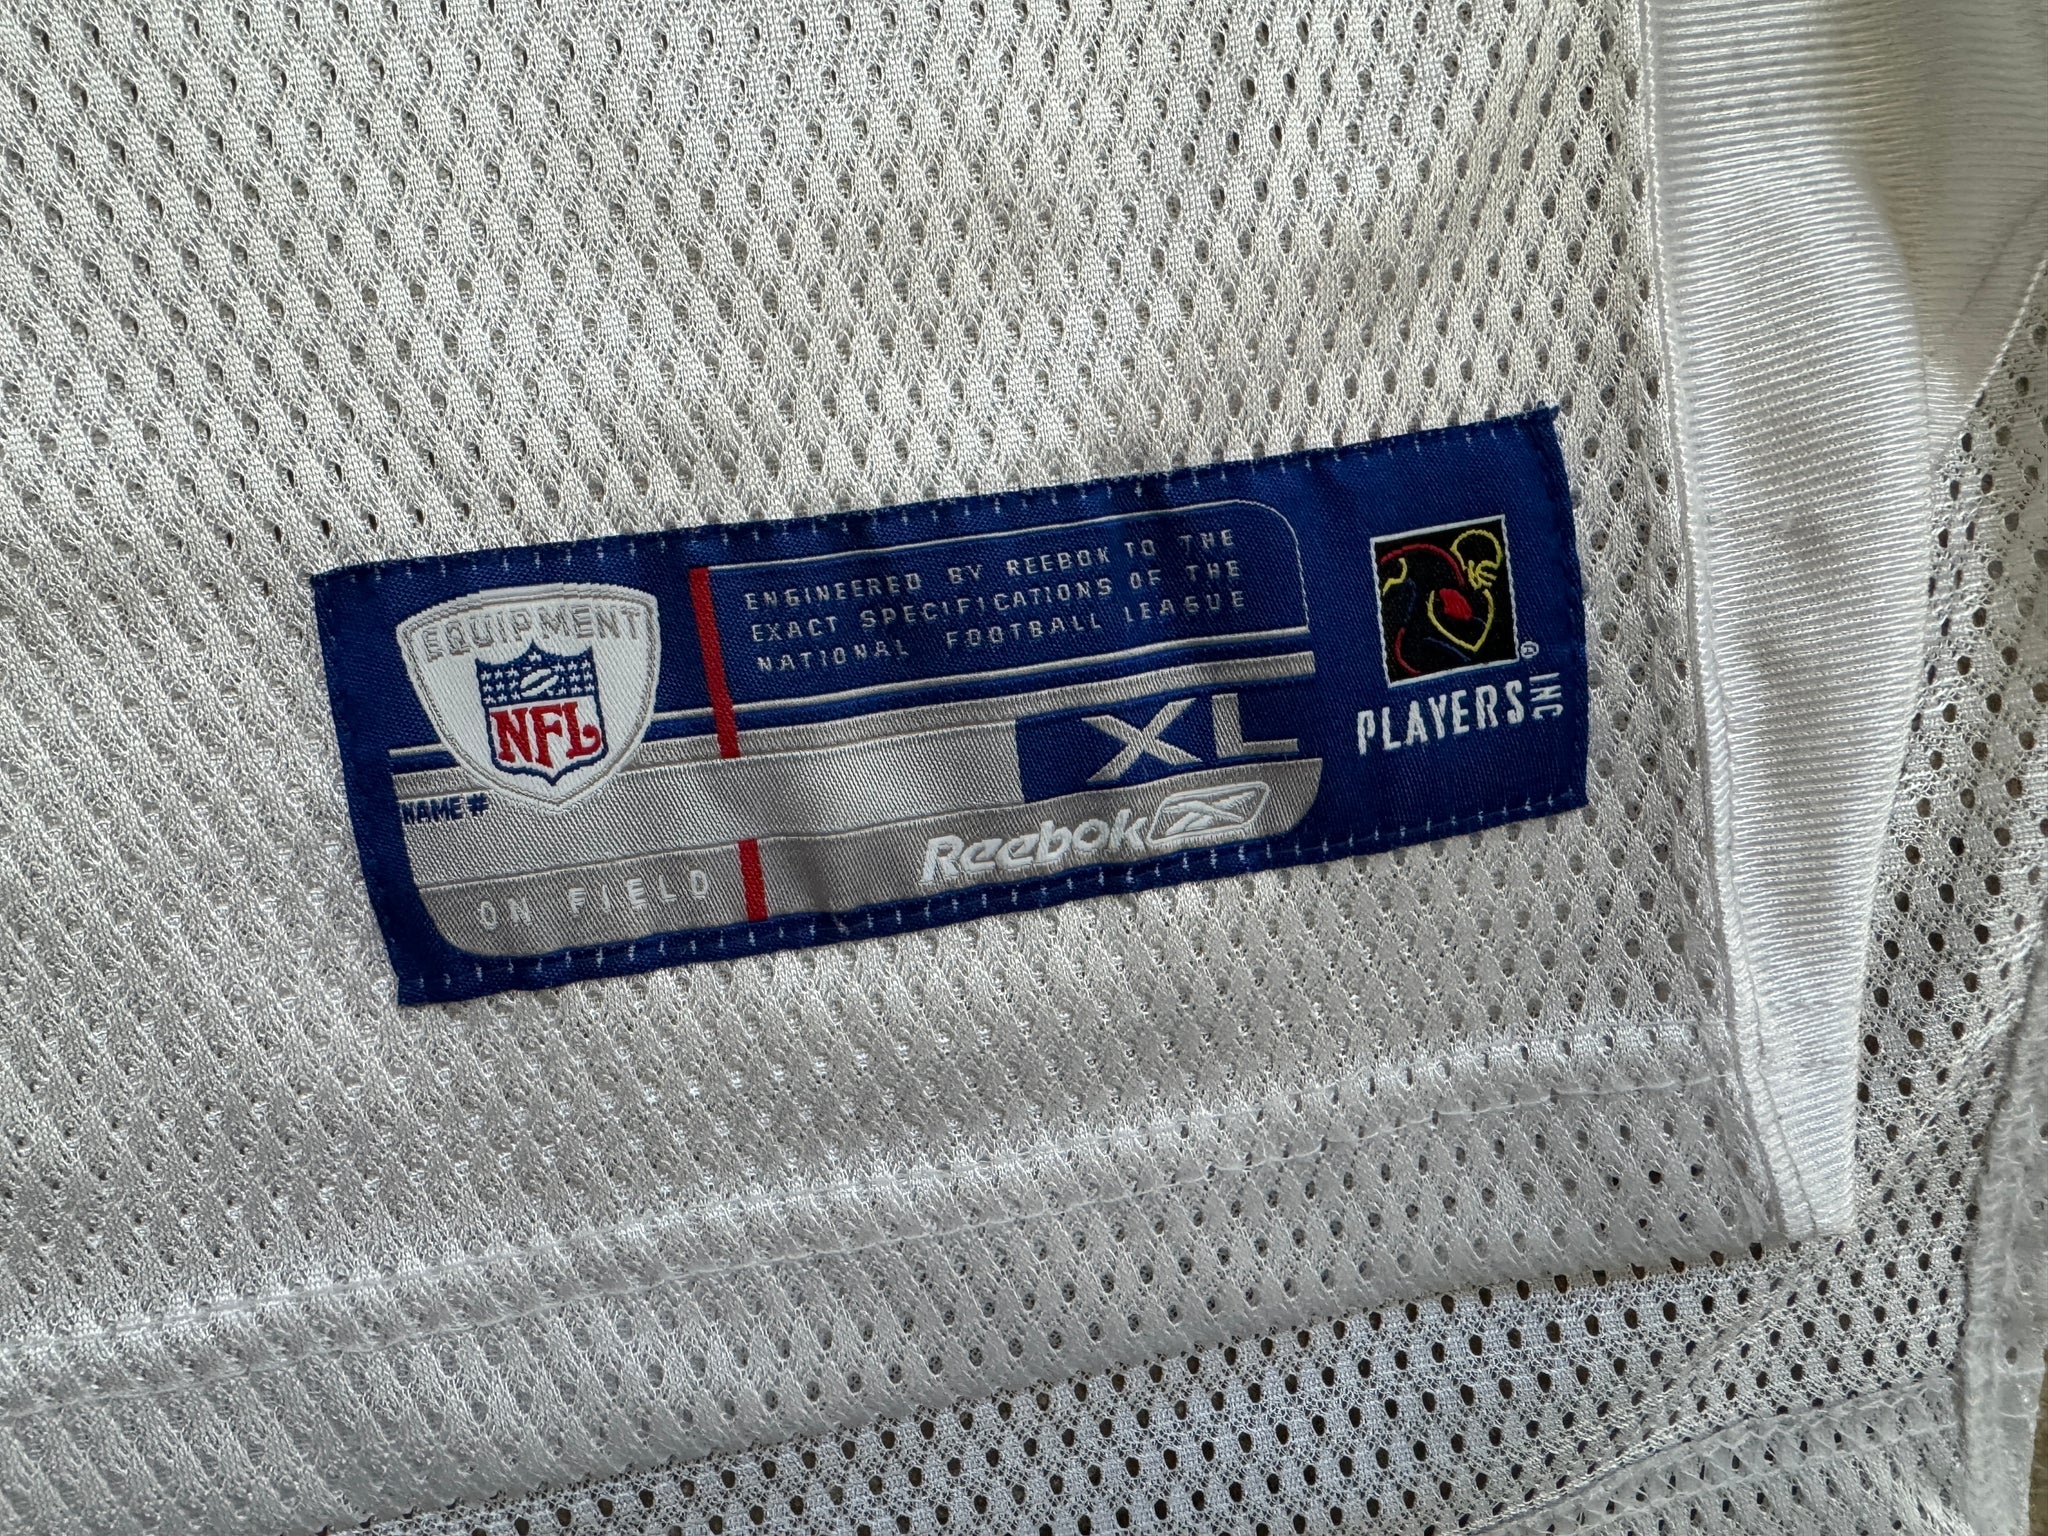 EQUIPMENT
NFL
NAME #
ENGINEERED BY REEBOK TO THE
EXACT SPECIFICATIONS OF THE
NATIONAL FOOTBALL LEAGUE
XL
ON FIELD
Reebok
®
PLAYERS INC